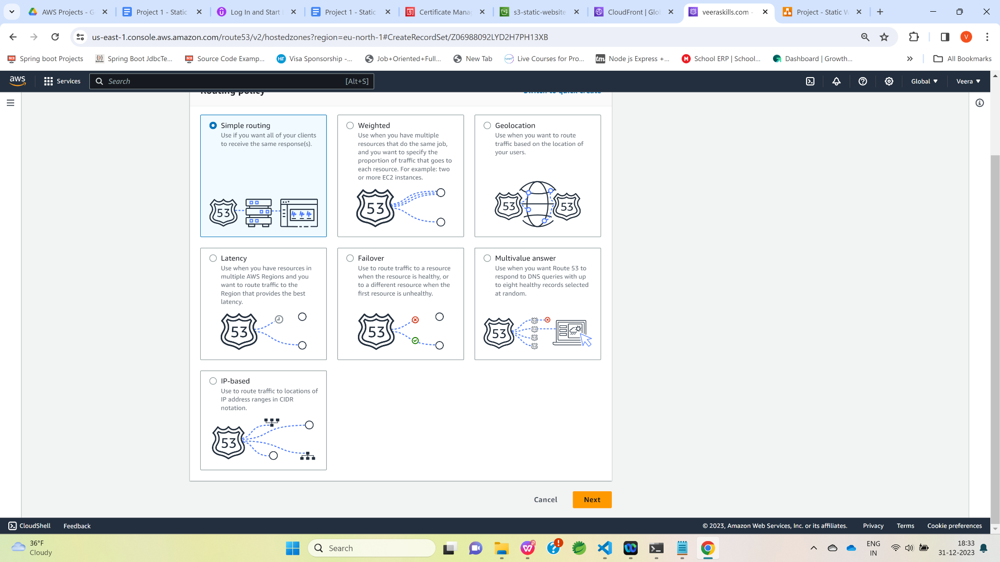 AWS Projects - G
Project 1 - Static
Log In and Start
Project 1 - Static
Certificate Manag
s3-static-website
CloudFront | Glob
veeraskills.com -
Project - Static W
us-east-1.console.aws.amazon.com/route53/v2/hostedzones?region=eu-north-1#CreateRecordSet/Z06988092LYD2H7PH13XB
V
Spring boot Projects
Spring Boot JdbcTe...
Source Code Examp...
Visa Sponsorship -...
Job+Oriented+Full...
New Tab
Live Courses for Pro...
Node js Express +...
School ERP | School...
Dashboard | Growth...
All Bookmarks
aws
Services
Search
[Alt+S]
Global
Veera
Routing policy
Switch to quick create
Simple routing
Use if you want all of your clients
to receive the same response(s).
53
Weighted
Use when you have multiple
resources that do the same job,
and you want to specify the
proportion of traffic that goes to
each resource. For example: two
or more EC2 instances.
53
Geolocation
Use when you want to route
traffic based on the location of
your users.
53
53
Latency
Use when you have resources in
multiple AWS Regions and you
want to route traffic to the
Region that provides the best
latency.
53
Failover
Use to route traffic to a resource
when the resource is healthy, or
to a different resource when the
first resource is unhealthy.
53
Multivalue answer
Use when you want Route 53 to
respond to DNS queries with up
to eight healthy records selected
at random.
53
IP-based
Use to route traffic to locations of
IP address ranges in CIDR
notation.
53
Cancel
Next
CloudShell
Feedback
© 2023, Amazon Web Services, Inc. or its affiliates.
Privacy
Terms
Cookie preferences
36°F
Cloudy
Search
ENG
IN
18:33
31-12-2023